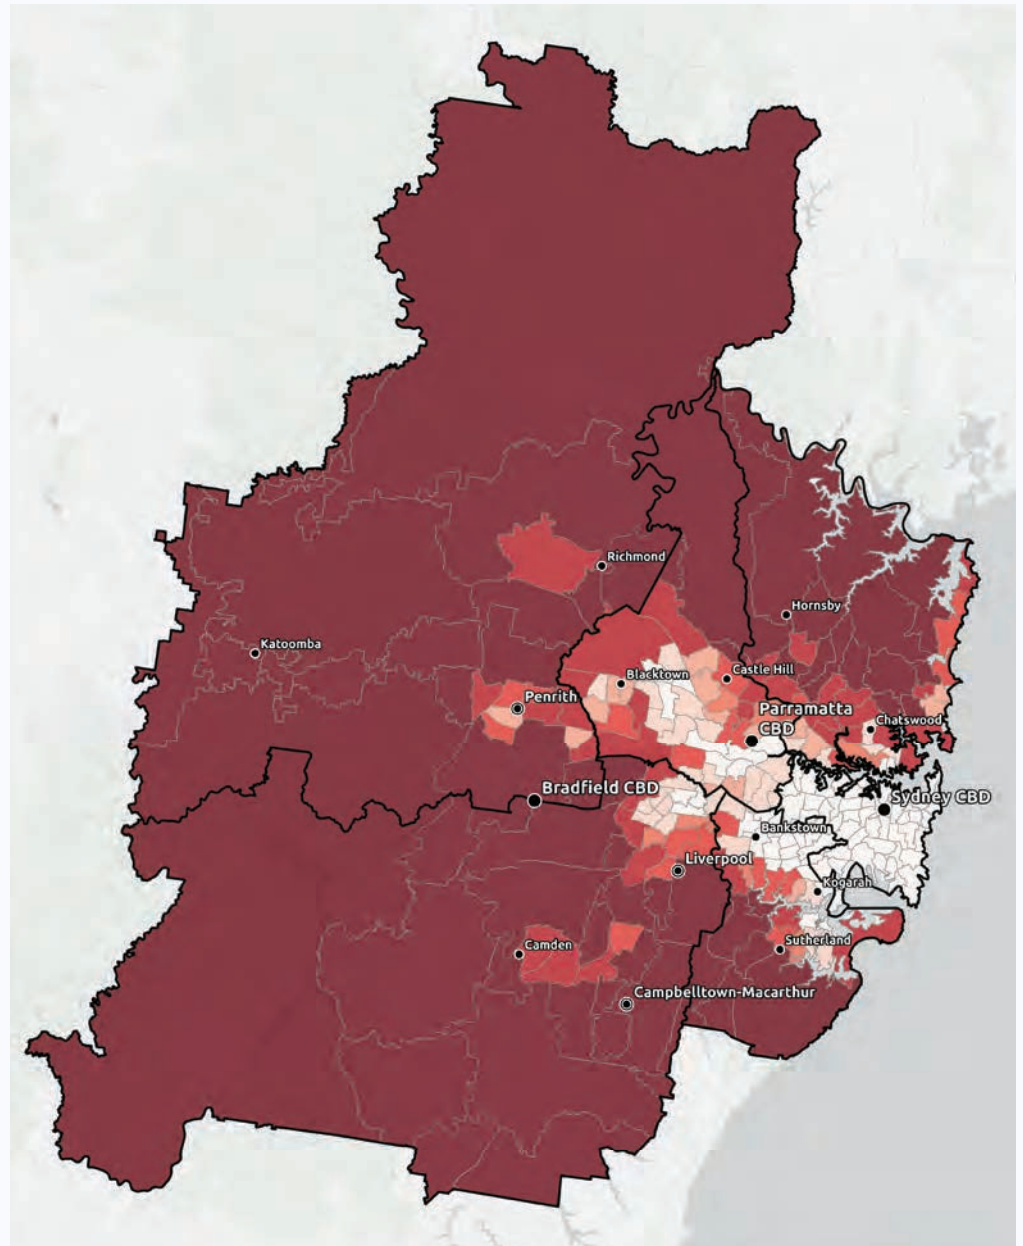 Richmond
Hornsby
Katoomba
Castle Hill
Blacktown
Penrith
Parramatta
CBD
Chatswood
Bradfield CBD
Sydney CBD
Bankstown
Liverpool
Kogarah
Sutherland
Camden
Campbelltown-Macarthur